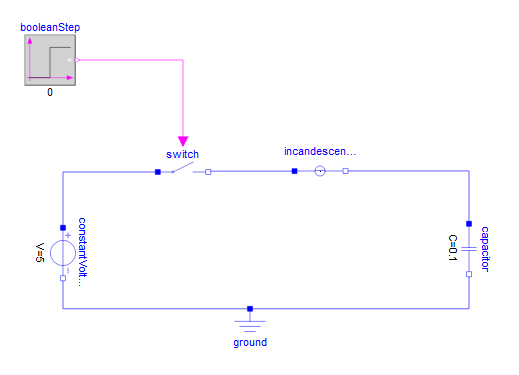 booleanStep
0
switch
incandescen...
+
constantVolt...
V=5
-
capacitor
C=0.1
ground